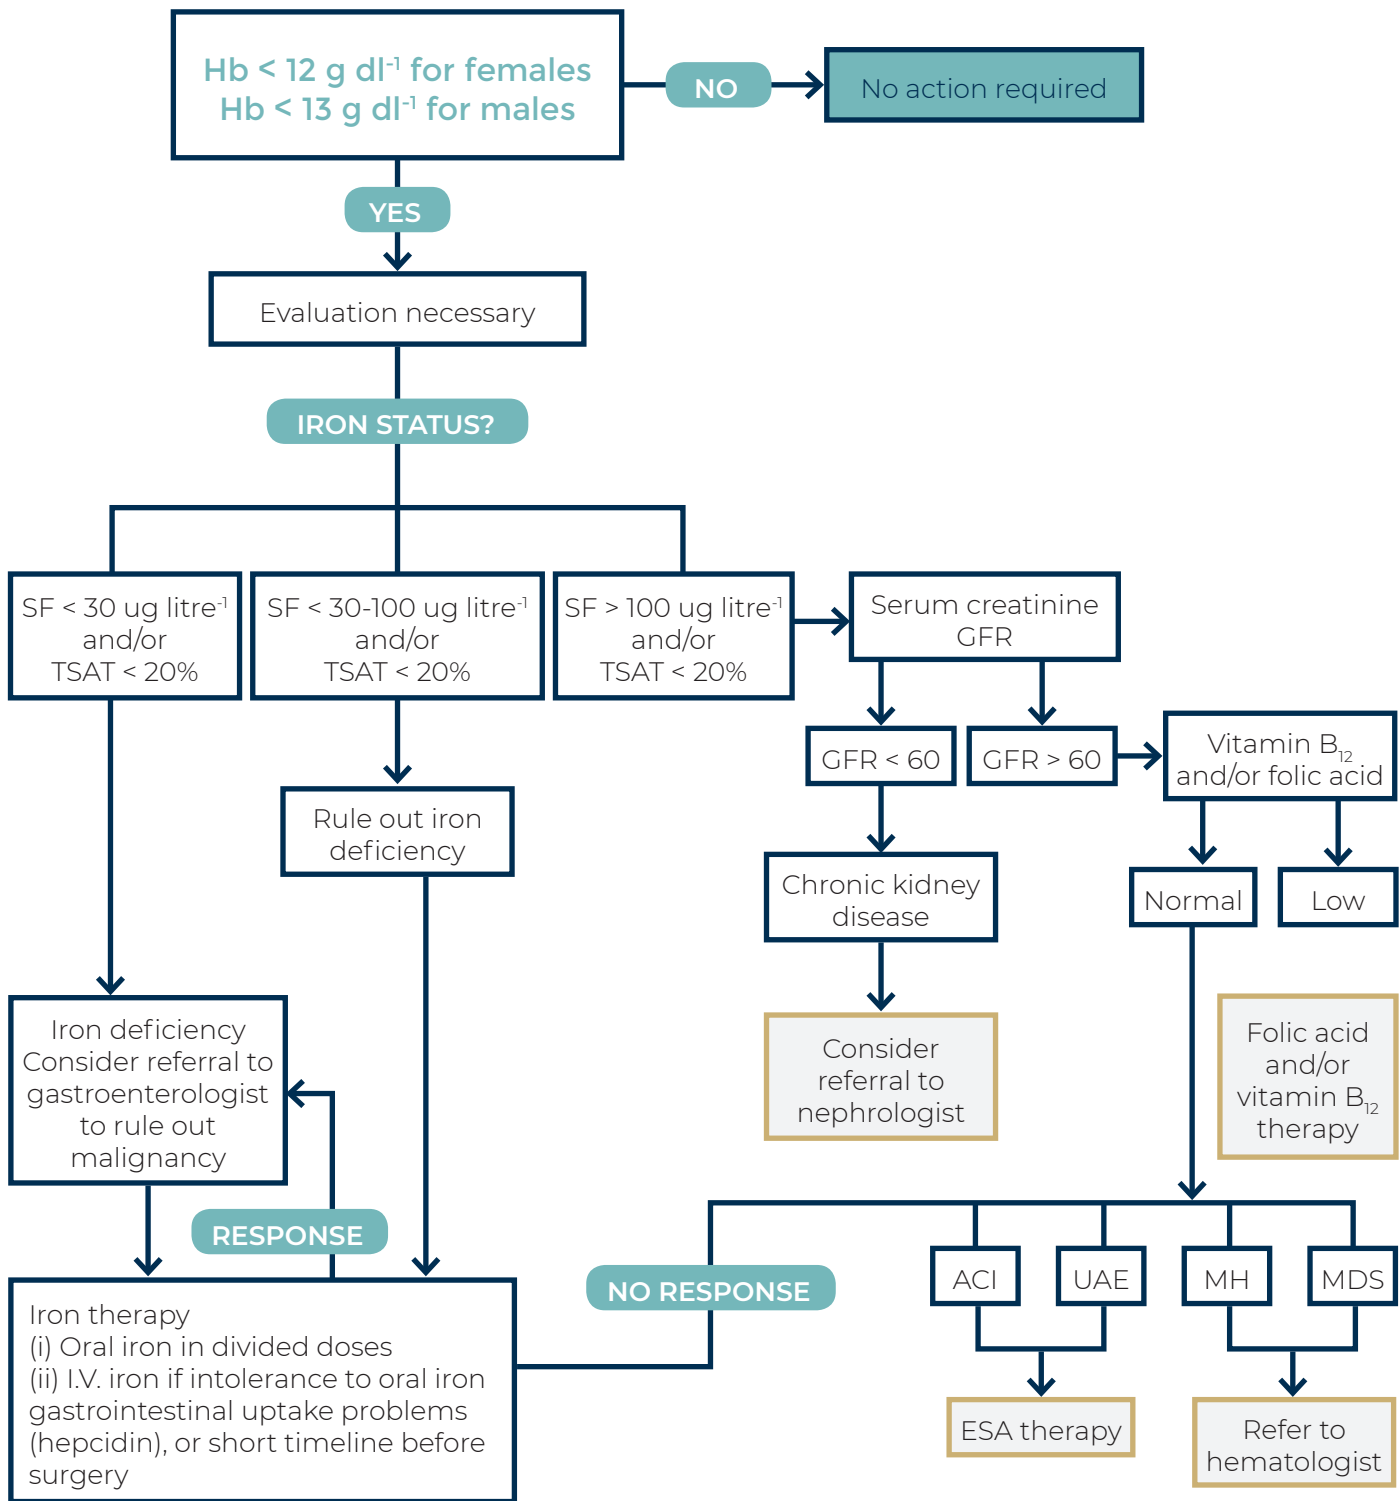 Hb < 12 g dl⁻¹ for females
Hb < 13 g dl⁻¹ for males
NO
No action required
YES
Evaluation necessary
IRON STATUS?
SF < 30 ug litre⁻¹
and/or
TSAT < 20%
SF < 30-100 ug litre⁻¹
and/or
TSAT < 20%
SF > 100 ug litre⁻¹
and/or
TSAT < 20%
Serum creatinine
GFR
GFR < 60
GFR > 60
Vitamin B₁₂
and/or folic acid
Rule out iron
deficiency
Chronic kidney
disease
Normal
Low
Iron deficiency
Consider referral to
gastroenterologist
to rule out
malignancy
Consider
referral to
nephrologist
Folic acid
and/or
vitamin B₁₂
therapy
RESPONSE
NO RESPONSE
ACI
UAE
MH
MDS
Iron therapy
(i) Oral iron in divided doses
(ii) I.V. iron if intolerance to oral iron
gastrointestinal uptake problems
(hepcidin), or short timeline before
surgery
ESA therapy
Refer to
hematologist